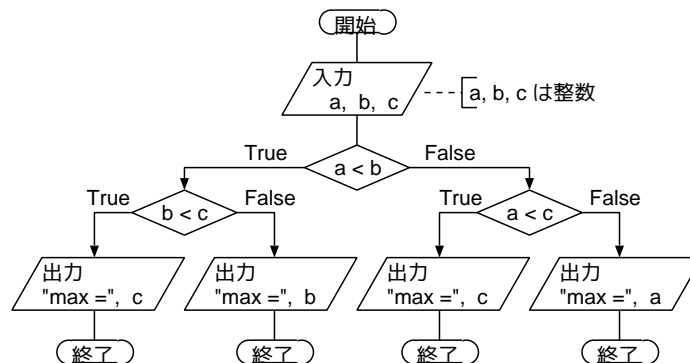 開始
入力
a, b, c
a, b, c は整数
True
a < b
False
True
b < c
False
True
a < c
False
出力
"max =", c
出力
"max =", b
出力
"max =", c
出力
"max =", a
終了
終了
終了
終了